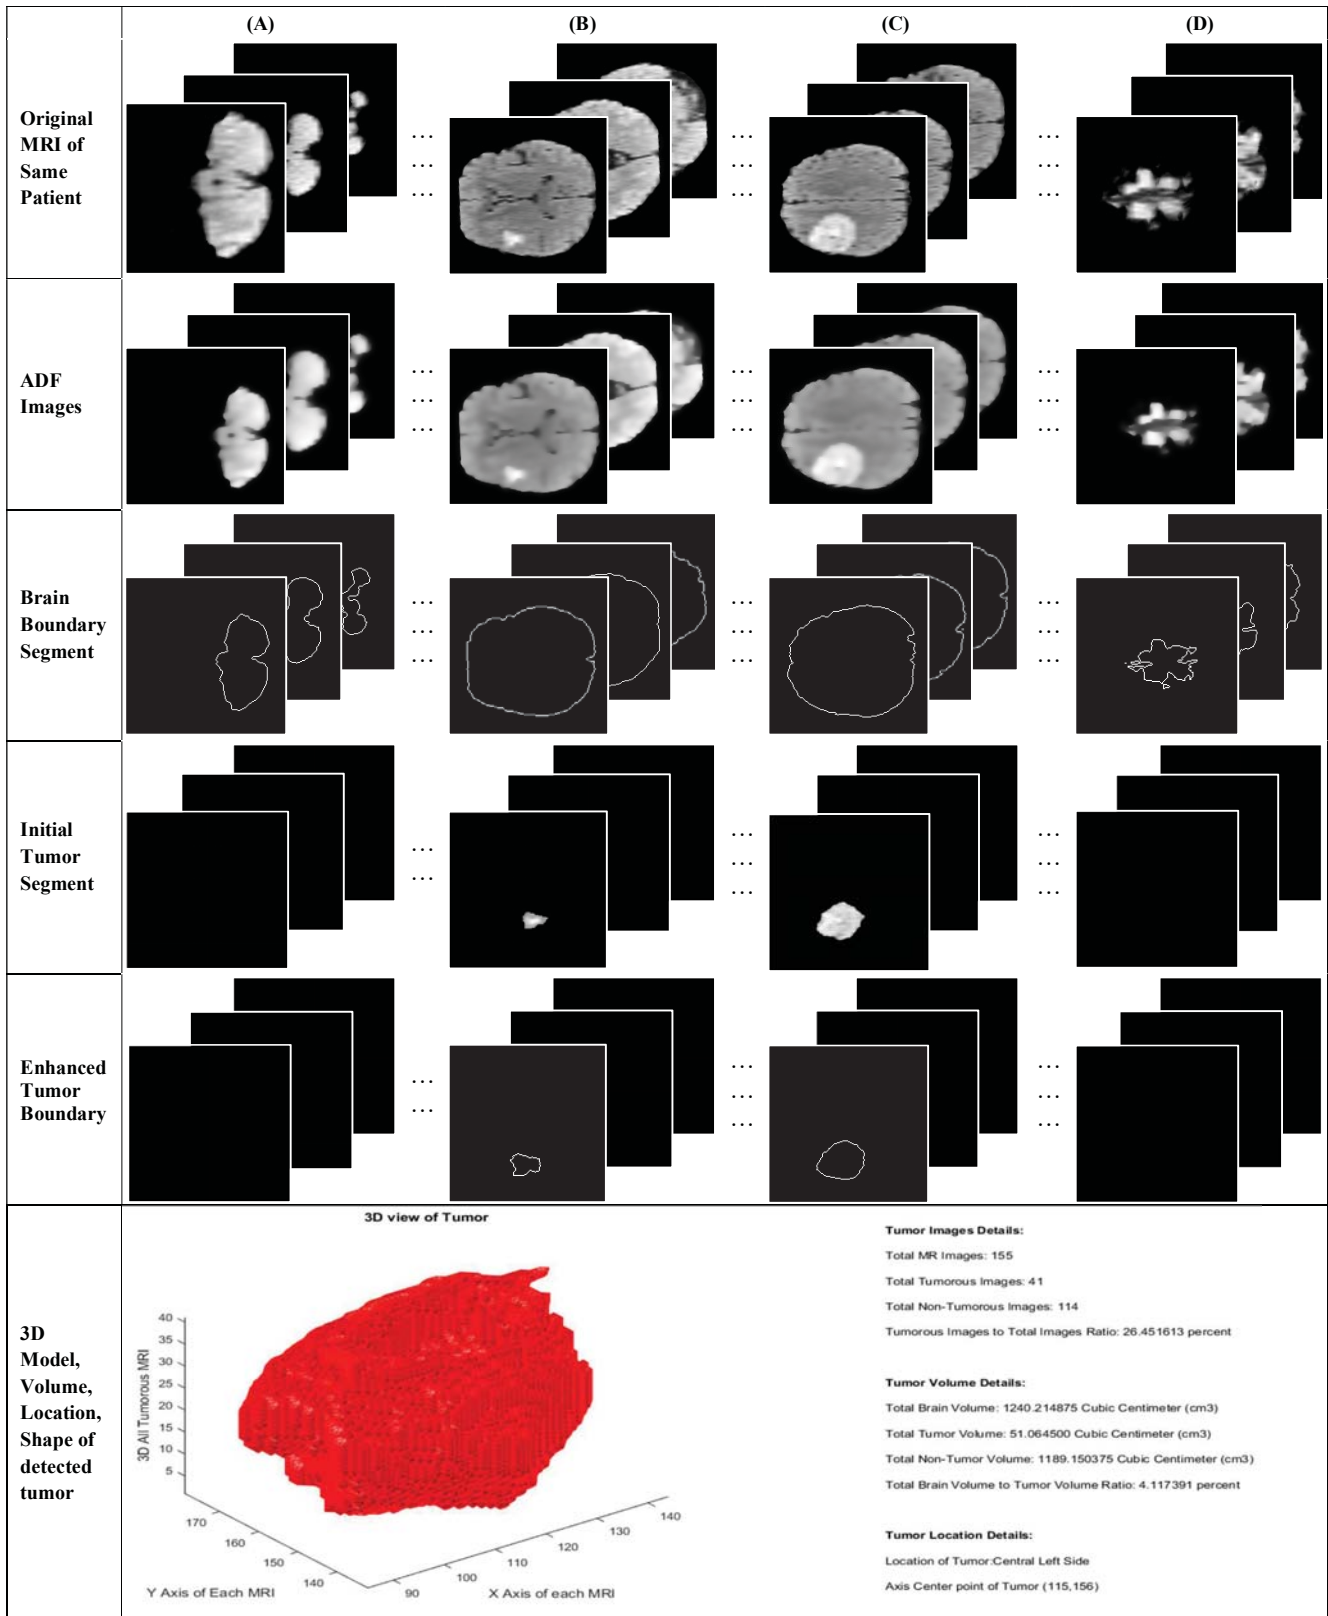 (A) (B) (C) (D)
Original
MRI of
Same
Patient
... ... ...
... ... ...
... ... ...
ADF
Images
... ... ...
... ... ...
... ... ...
Brain
Boundary
Segment
... ... ...
... ... ...
... ... ...
Initial
Tumor
Segment
... ... ...
... ... ...
... ...
Enhanced
Tumor
Boundary
... ... ...
... ... ...
... ...
3D
Model,
Volume,
Location,
Shape of
detected
tumor
3D view of Tumor
3D All Tumorous MRI
40
35
30
25
20
15
10
5
170
160
150
140
Y Axis of Each MRI
90
100
110
120
130
140
X Axis of each MRI
Tumor Images Details:
Total MR Images: 155
Total Tumorous Images: 41
Total Non-Tumorous Images: 114
Tumorous Images to Total Images Ratio: 26.451613 percent
Tumor Volume Details:
Total Brain Volume: 1240.214875 Cubic Centimeter (cm3)
Total Tumor Volume: 51.064500 Cubic Centimeter (cm3)
Total Non-Tumor Volume: 1189.150375 Cubic Centimeter (cm3)
Total Brain Volume to Tumor Volume Ratio: 4.117391 percent
Tumor Location Details:
Location of Tumor:Central Left Side
Axis Center point of Tumor (115,156)